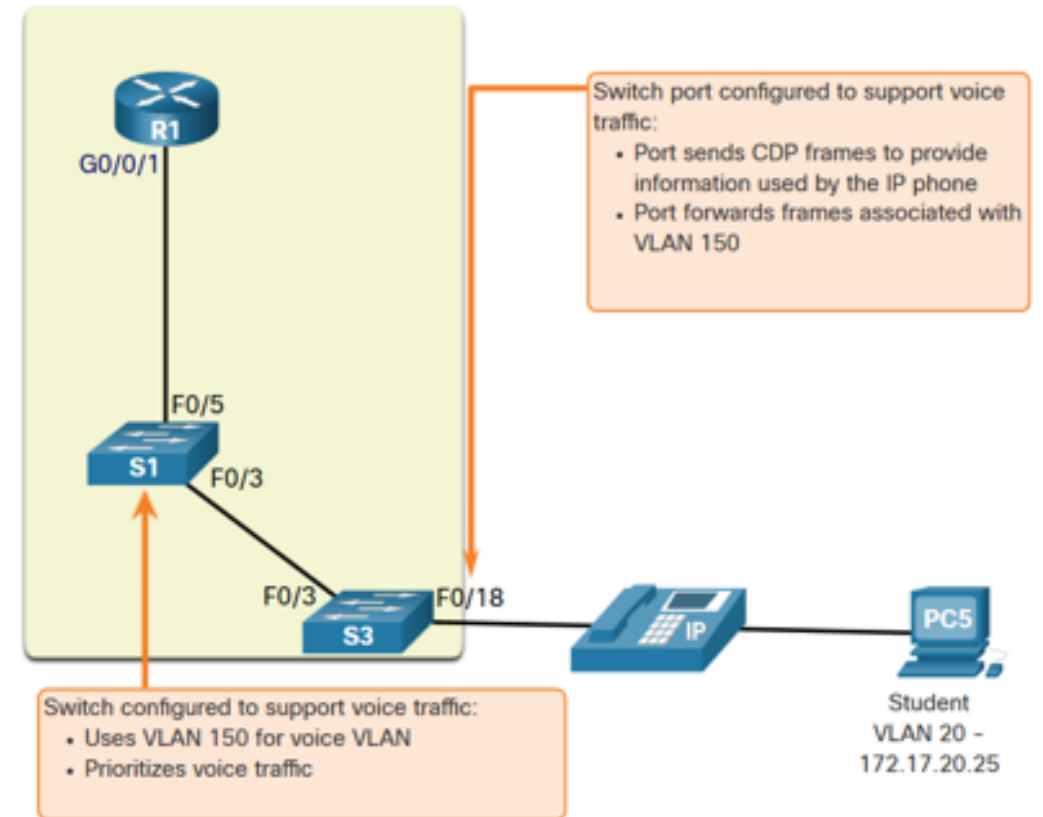 R1
G0/0/1
Switch port configured to support voice
traffic:
• Port sends CDP frames to provide
information used by the IP phone
• Port forwards frames associated with
VLAN 150
F0/5
S1
F0/3
F0/3
S3
F0/18
IP
PC5
Student
VLAN 20 –
172.17.20.25
Switch configured to support voice traffic:
• Uses VLAN 150 for voice VLAN
• Prioritizes voice traffic